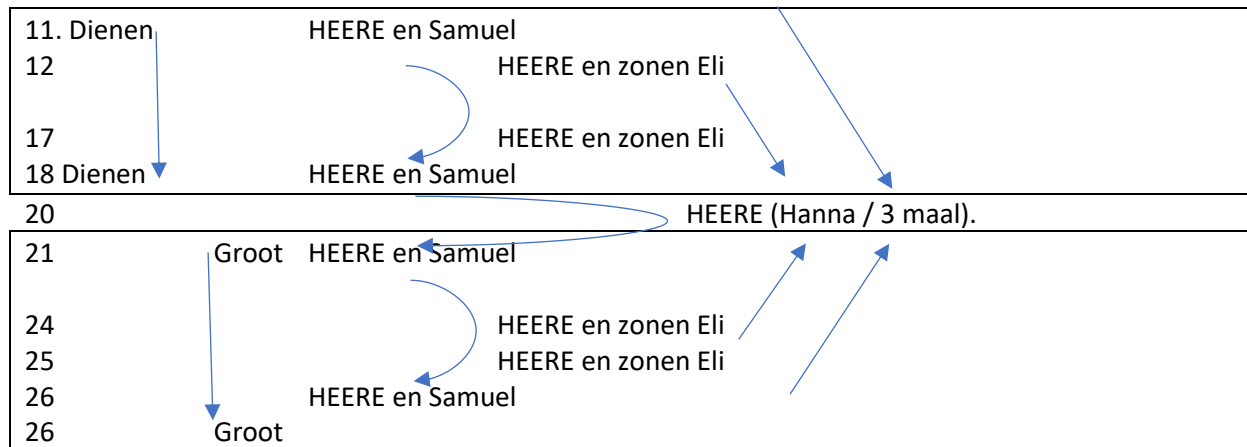 11. Dienen HEERE en Samuel
12 HEERE en zonen Eli
17 HEERE en zonen Eli
18 Dienen HEERE en Samuel
20 HEERE (Hanna / 3 maal).
21 Groot HEERE en Samuel
24 HEERE en zonen Eli
25 HEERE en zonen Eli
26 HEERE en Samuel
26 Groot